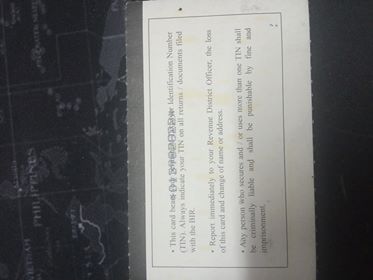 PHILIPPINES
• This card bears your Identification Number
(TIN). Always indicate your TIN on all returns / documents filed
with the BIR.
• Report immediately to your Revenue District Officer, the loss
of this card and change of name or address.
• Any person who secures and / or uses more than one TIN shall
be criminally liable and shall be punishable by fine and
imprisonment.